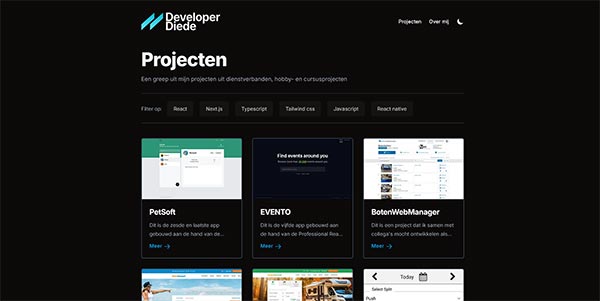 Developer
Diede
Projecten
Over mij
Projecten
Een greep uit mijn projecten uit dienstverbanden, hobby- en cursusprojecten
Filter op:
React
Next.js
Typescript
Tailwind css
Javascript
React native
Find events around you
PetSoft
Dit is de zesde en laatste app
gebouwd aan de hand van de...
Meer →
EVENTO
Dit is de vijfde app gebouwd aan
de hand van de Professional Rea...
Meer →
BotenWebManager
Dit is een project dat ik samen met
collega's mocht ontwikkelen als...
Meer →
Today
Select Split
Push